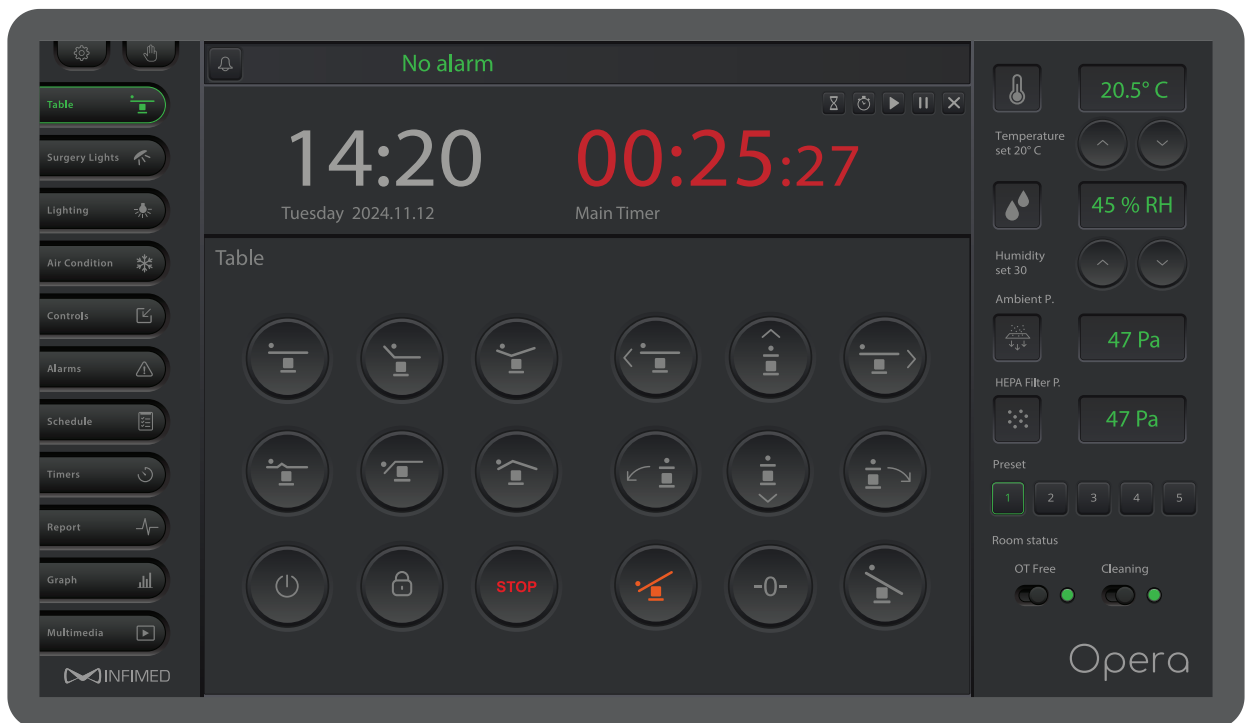 No alarm
Table
Surgery Lights
Lighting
Air Condition
Controls
Alarms
Schedule
Timers
Report
Graph
Multimedia
INFIMED
14:20
Tuesday 2024.11.12
00:25:27
Main Timer
Table
STOP
-0-
20.5° C
Temperature
set 20° C
45 % RH
Humidity
set 30
Ambient P.
47 Pa
HEPA Filter P.
47 Pa
Preset
1 2 3 4 5
Room status
OT Free Cleaning
Opera